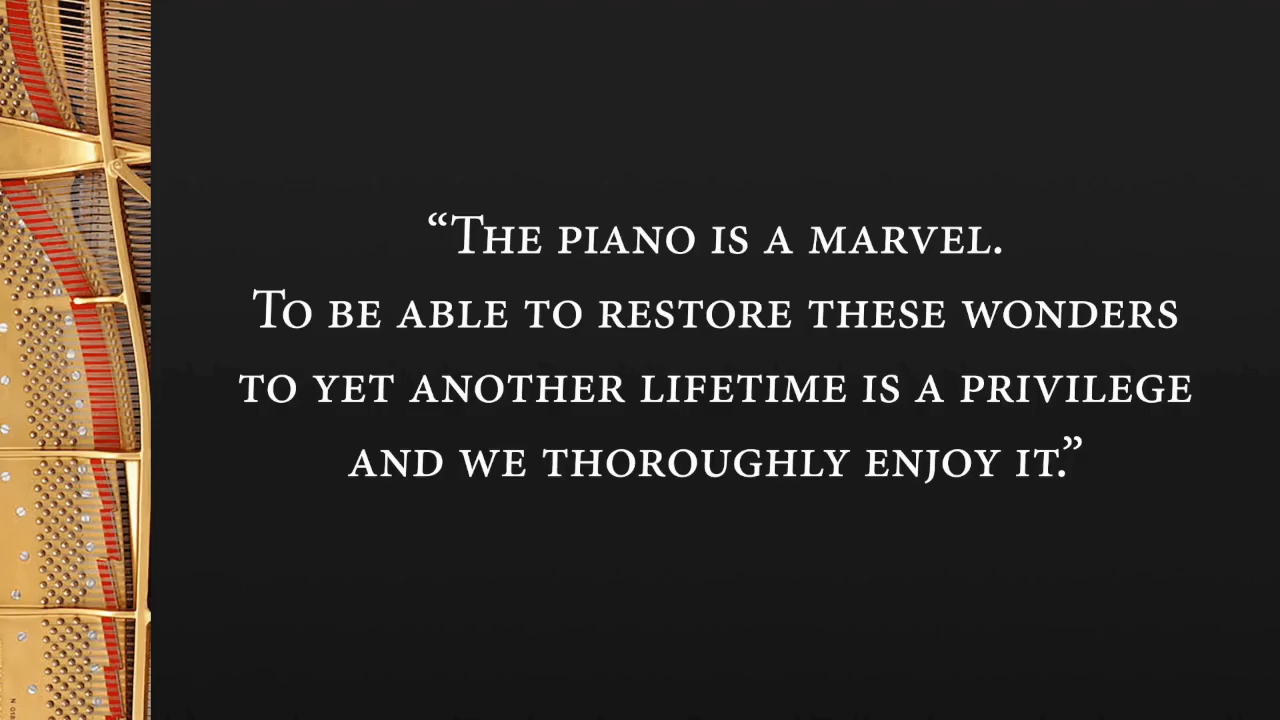 “The piano is a marvel.
To be able to restore these wonders
to yet another lifetime is a privilege
and we thoroughly enjoy it.”